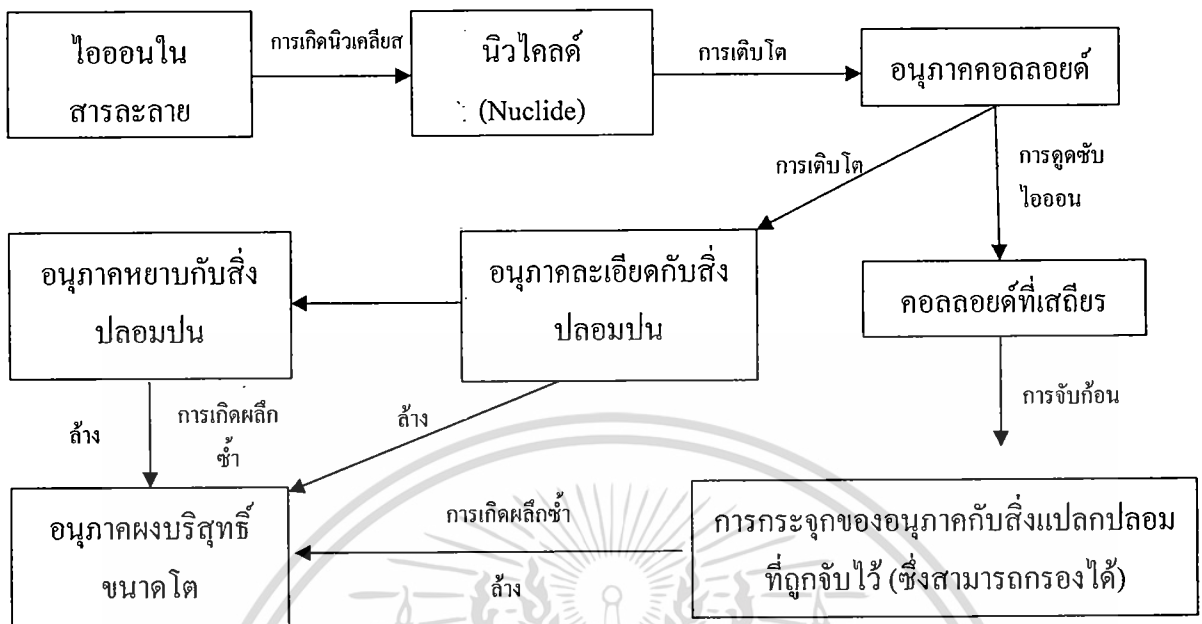 ไอออนใน
สารละลาย
การเกิดนิวเคลียส
นิวไคลด์
(Nuclide)
การเติบโต
อนุภาคคอลลอยด์
การเติบโต
การดูดซับ
ไอออน
อนุภาคหยาบกับสิ่ง
ปลอมปน
อนุภาคละเอียดกับสิ่ง
ปลอมปน
คอลลอยด์ที่เสถียร
ล้าง
การเกิดผลึก
ซ้ำ
ล้าง
การจับก้อน
อนุภาคผงบริสุทธิ์
ขนาดโต
การเกิดผลึกซ้ำ
ล้าง
การกระจุกของอนุภาคกับสิ่งแปลกปลอม
ที่ถูกจับไว้ (ซึ่งสามารถกรองได้)